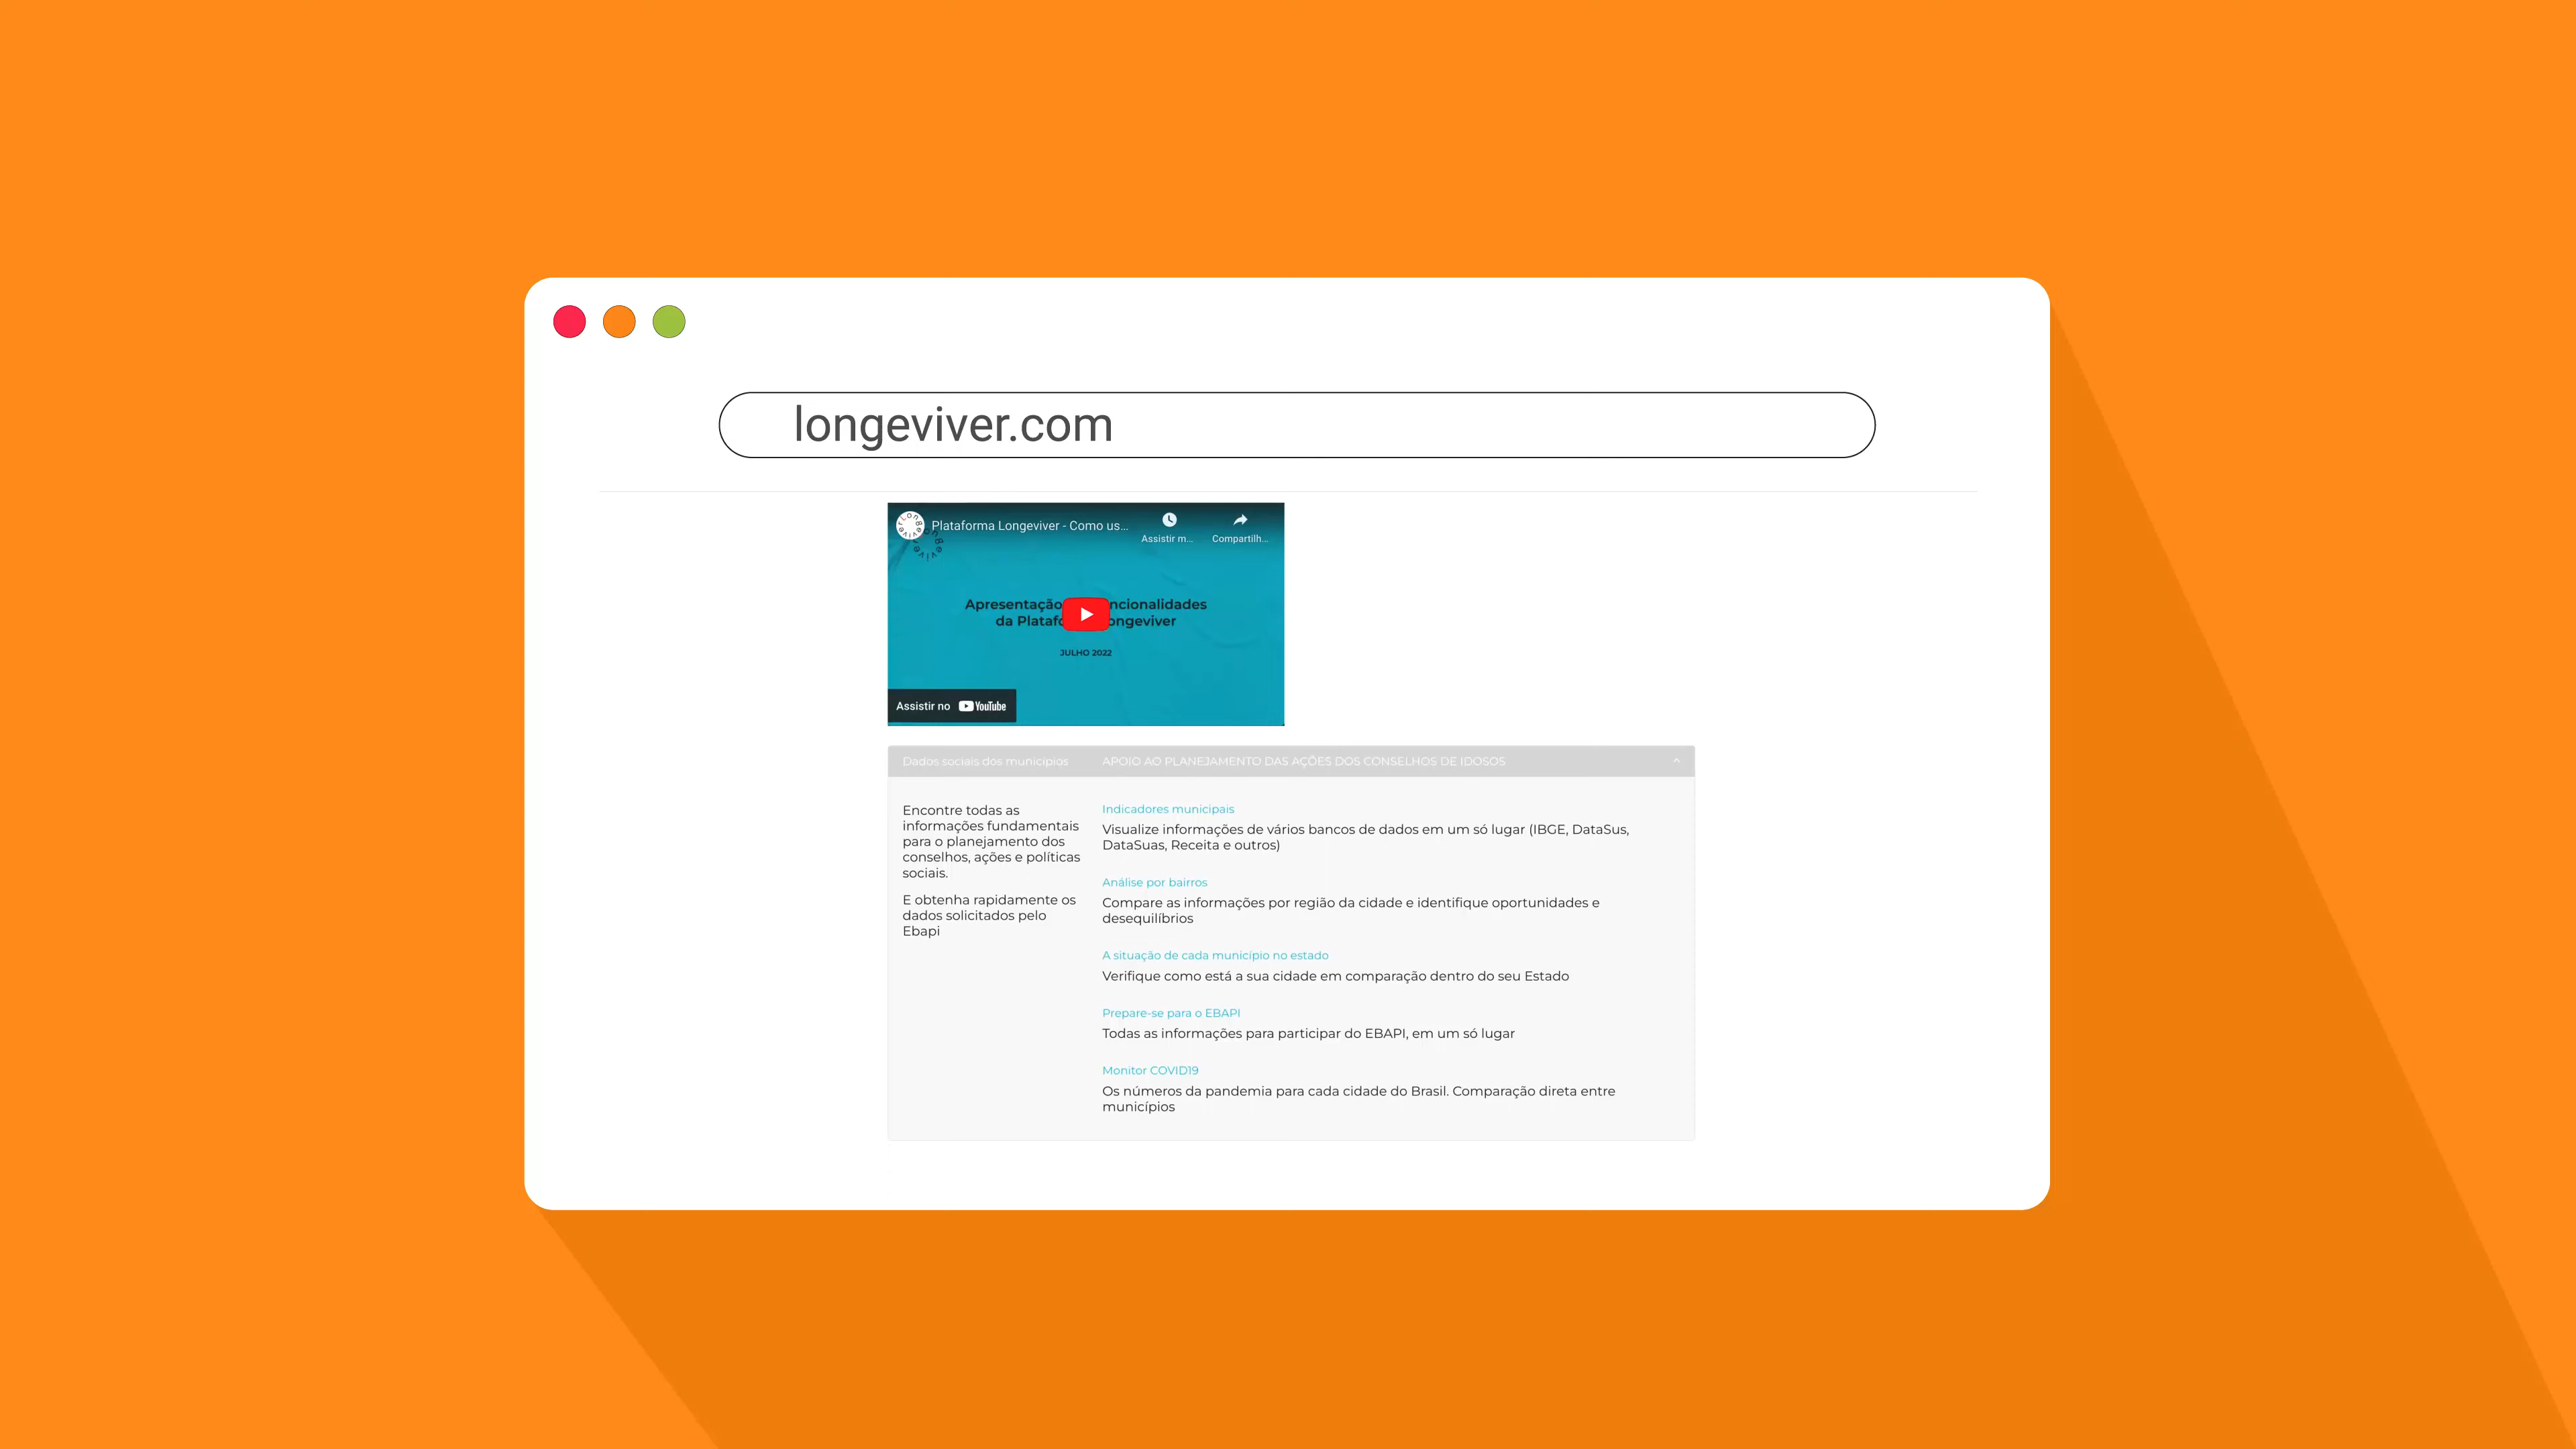 longeviver.com
Plataforma Longeviver - Como us...
Assistir m...
Compartilh...
Longeviver
Apresentação ncionalidades
da Plataf ongeviver
JULHO 2022
Assistir no YouTube
Dados sociais dos municípios
APOIO AO PLANEJAMENTO DAS AÇÕES DOS CONSELHOS DE IDOSOS
Encontre todas as
informações fundamentais
para o planejamento dos
conselhos, ações e políticas
sociais.
E obtenha rapidamente os
dados solicitados pelo
Ebapi
Indicadores municipais
Visualize informações de vários bancos de dados em um só lugar (IBGE, DataSus,
DataSuas, Receita e outros)
Análise por bairros
Compare as informações por região da cidade e identifique oportunidades e
desequilíbrios
A situação de cada município no estado
Verifique como está a sua cidade em comparação dentro do seu Estado
Prepare-se para o EBAPI
Todas as informações para participar do EBAPI, em um só lugar
Monitor COVID19
Os números da pandemia para cada cidade do Brasil. Comparação direta entre
municípios